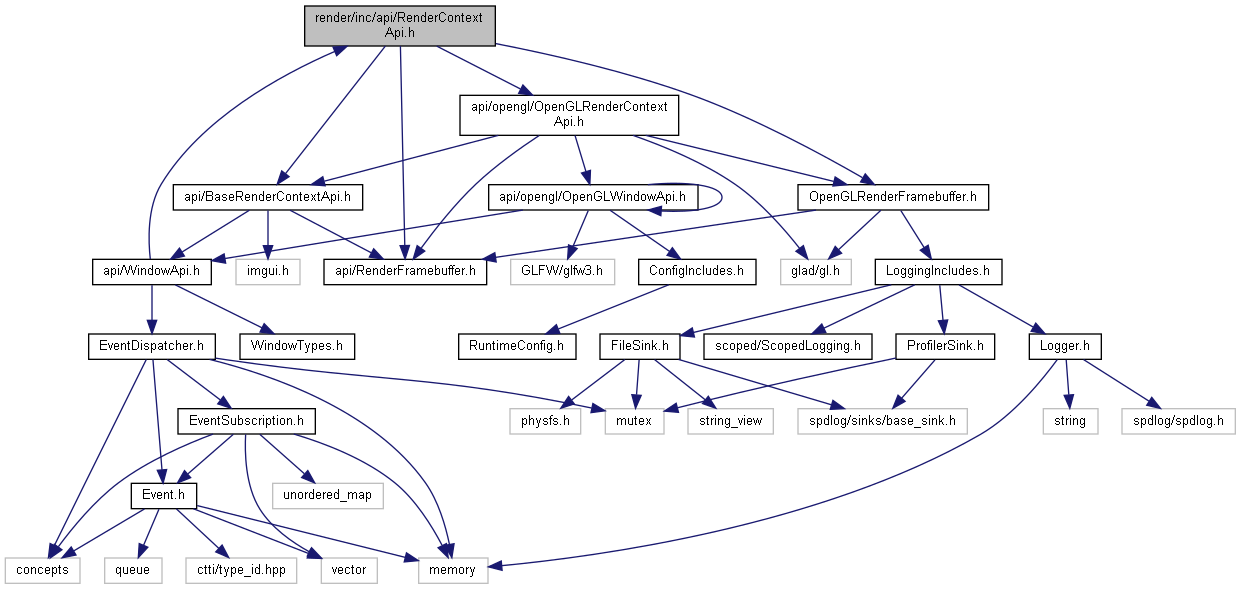 render/inc/api/RenderContext
Api.h
api/opengl/OpenGLRenderContext
Api.h
api/BaseRenderContextApi.h
api/opengl/OpenGLWindowApi.h
OpenGLRenderFramebuffer.h
api/WindowApi.h
imgui.h
api/RenderFramebuffer.h
GLFW/glfw3.h
ConfigIncludes.h
glad/gl.h
LoggingIncludes.h
EventDispatcher.h
WindowTypes.h
RuntimeConfig.h
FileSink.h
scoped/ScopedLogging.h
ProfilerSink.h
Logger.h
EventSubscription.h
physfs.h
mutex
string_view
spdlog/sinks/base_sink.h
string
spdlog/spdlog.h
Event.h
unordered_map
concepts
queue
ctti/type_id.hpp
vector
memory